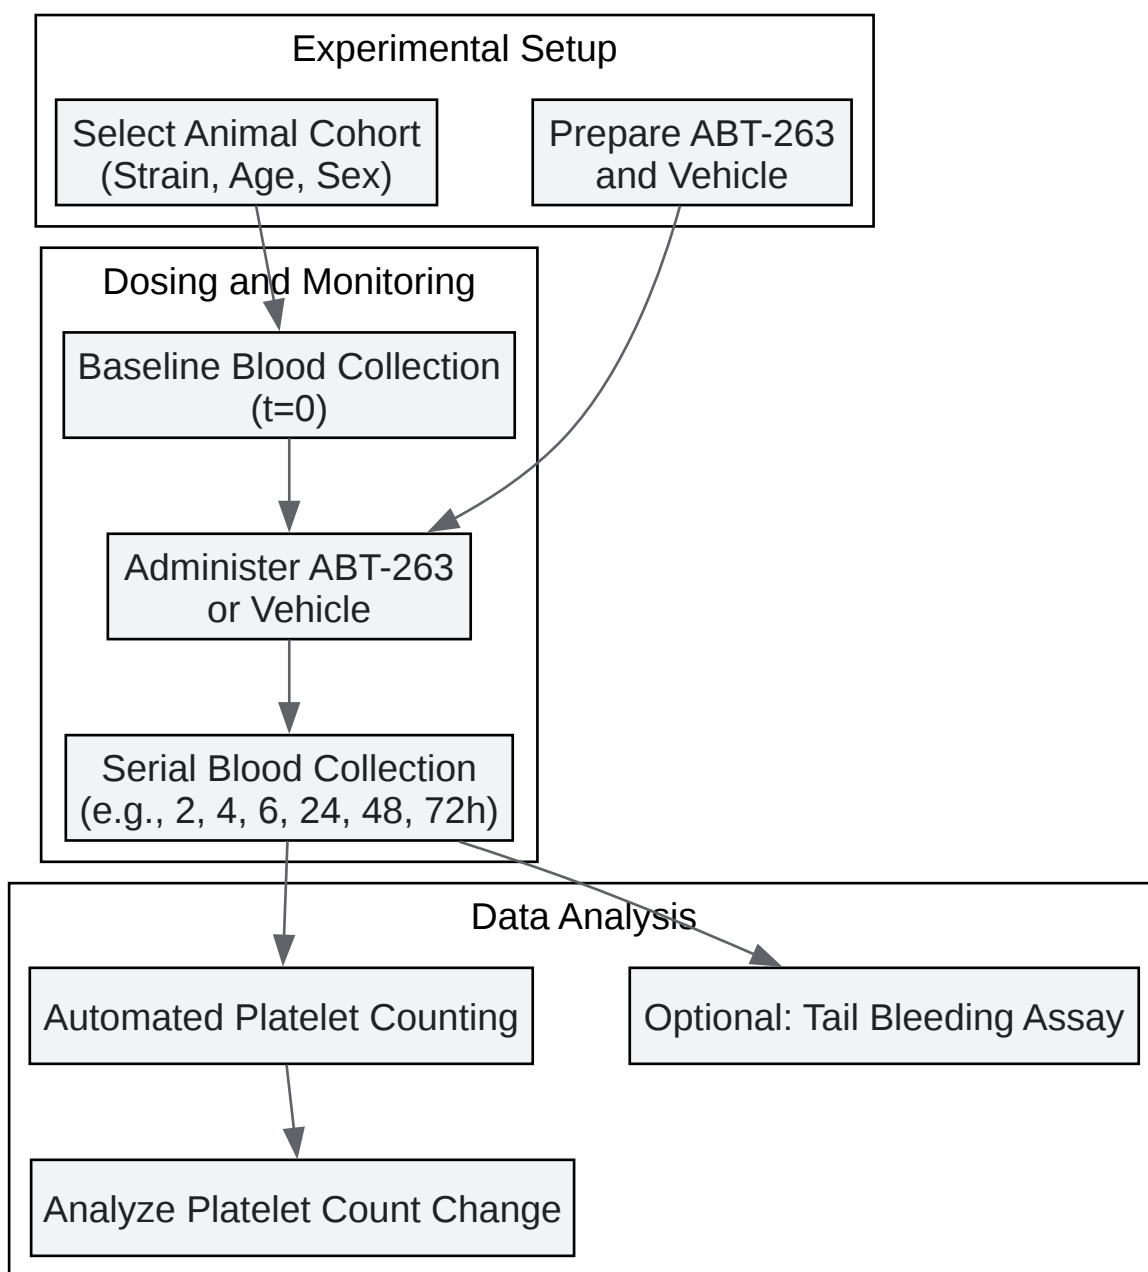 Experimental Setup
Select Animal Cohort
(Strain, Age, Sex)
Prepare ABT-263
and Vehicle
Dosing and Monitoring
Baseline Blood Collection
(t=0)
Administer ABT-263
or Vehicle
Serial Blood Collection
(e.g., 2, 4, 6, 24, 48, 72h)
Data Analysis
Automated Platelet Counting
Optional: Tail Bleeding Assay
Analyze Platelet Count Change